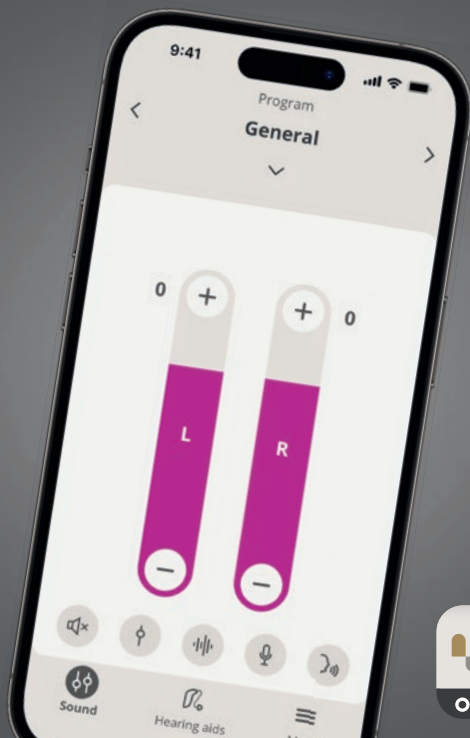 9:41
Program
General
0
0
+
+
L
R
−
−
Sound
Hearing aids